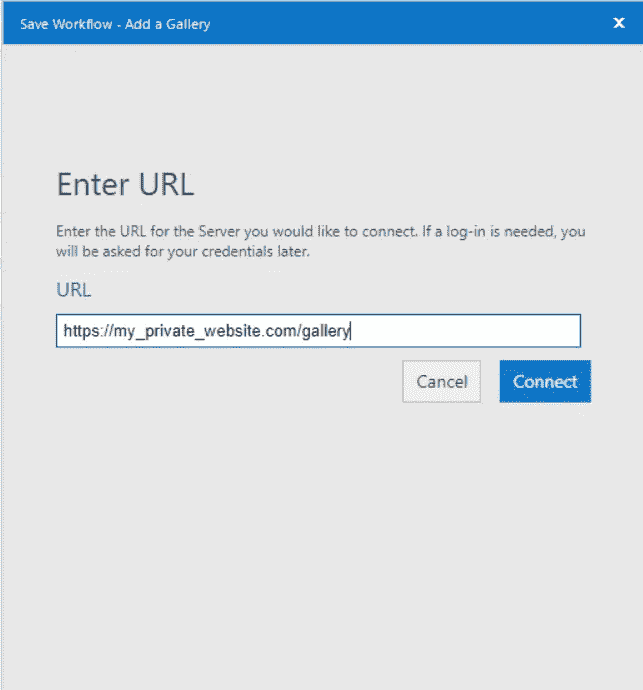 Save Workflow - Add a Gallery
X
Enter URL
Enter the URL for the Server you would like to connect. If a log-in is needed, you
will be asked for your credentials later.
URL
https://my_private_website.com/gallery
Cancel
Connect